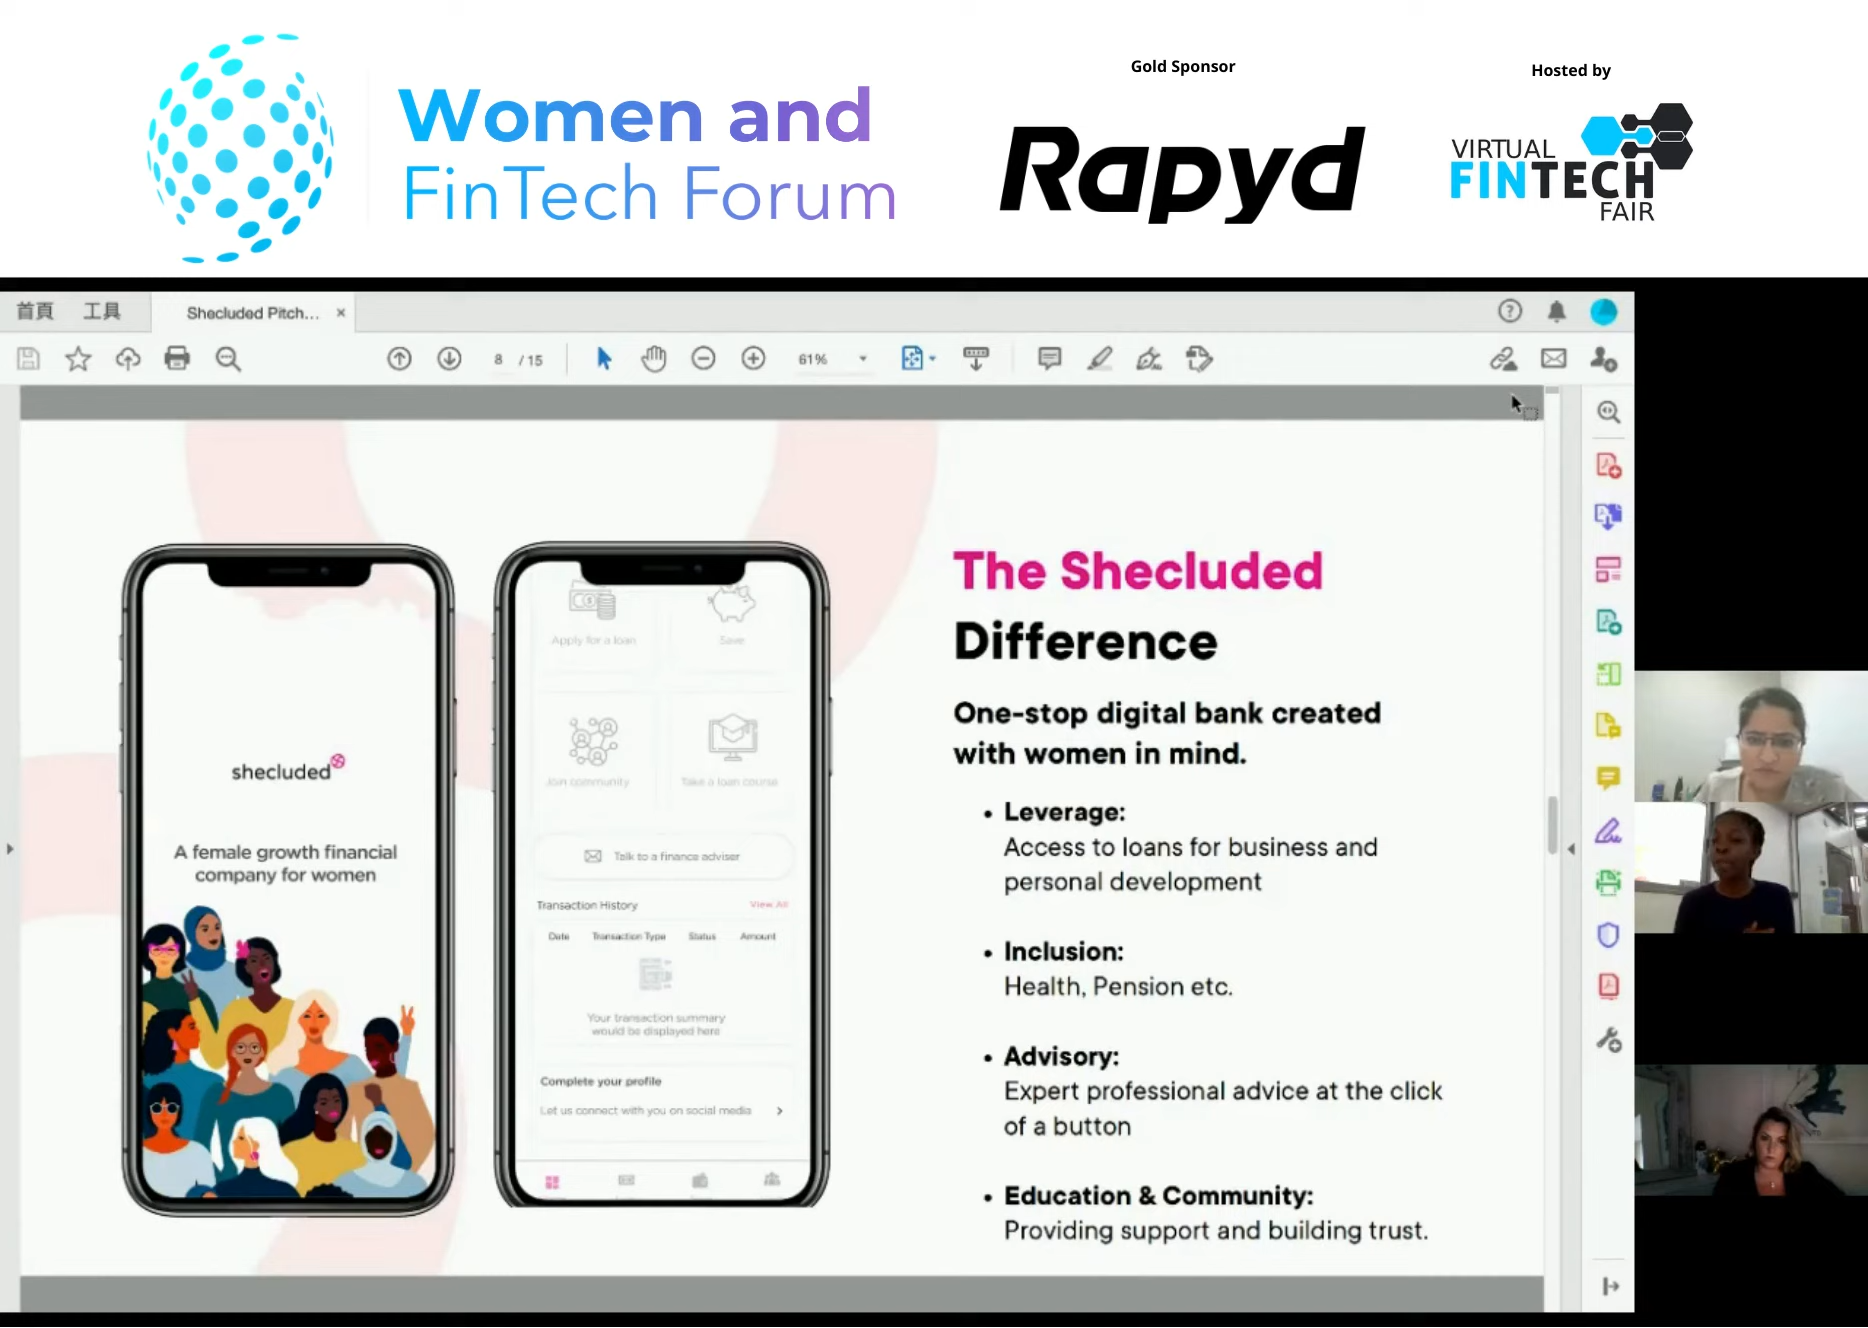 Women and
FinTech Forum
Gold Sponsor
Rapyd
Hosted by
VIRTUAL
FINTECH
FAIR
首頁 工具 Shecluded Pitch... ×
8 / 15 61%
shecluded
A female growth financial
company for women
Apply for a loan Save
Join community Take a loan course
Talk to a finance adviser
Transaction History View All
Date Transaction Type Status Amount
Your transaction summary
would be displayed here
Complete your profile
Let us connect with you on social media >
The Shecluded
Difference
One-stop digital bank created
with women in mind.
• Leverage:
Access to loans for business and
personal development
• Inclusion:
Health, Pension etc.
• Advisory:
Expert professional advice at the click
of a button
• Education & Community:
Providing support and building trust.